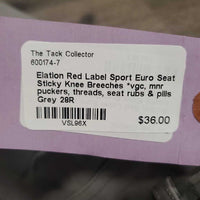 The Tack Collector
600174-7
Elation Red Label Sport Euro Seat
Sticky Knee Breeches *vgc, mnr
puckers, threads, seat rubs & pills
Grey 28R
$36.00
VSL96X